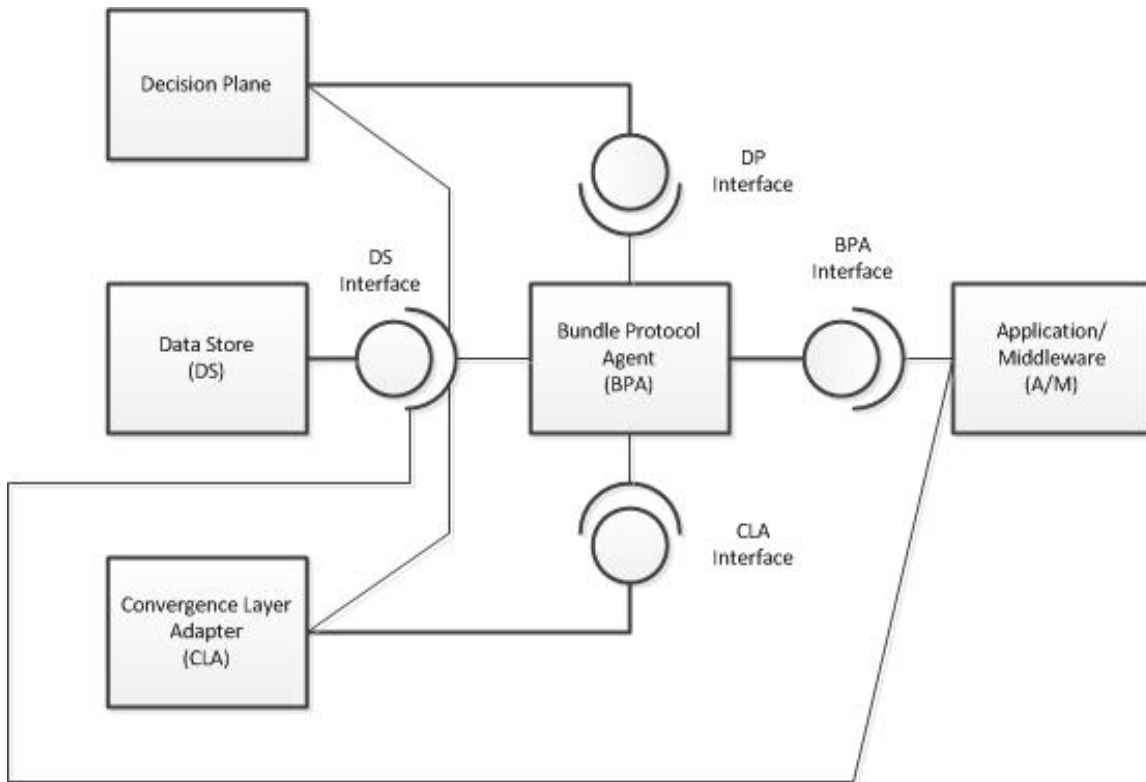 Decision Plane
DP
Interface
DS
Interface
BPA
Interface
Data Store
(DS)
Bundle Protocol
Agent
(BPA)
Application/
Middleware
(A/M)
CLA
Interface
Convergence Layer
Adapter
(CLA)